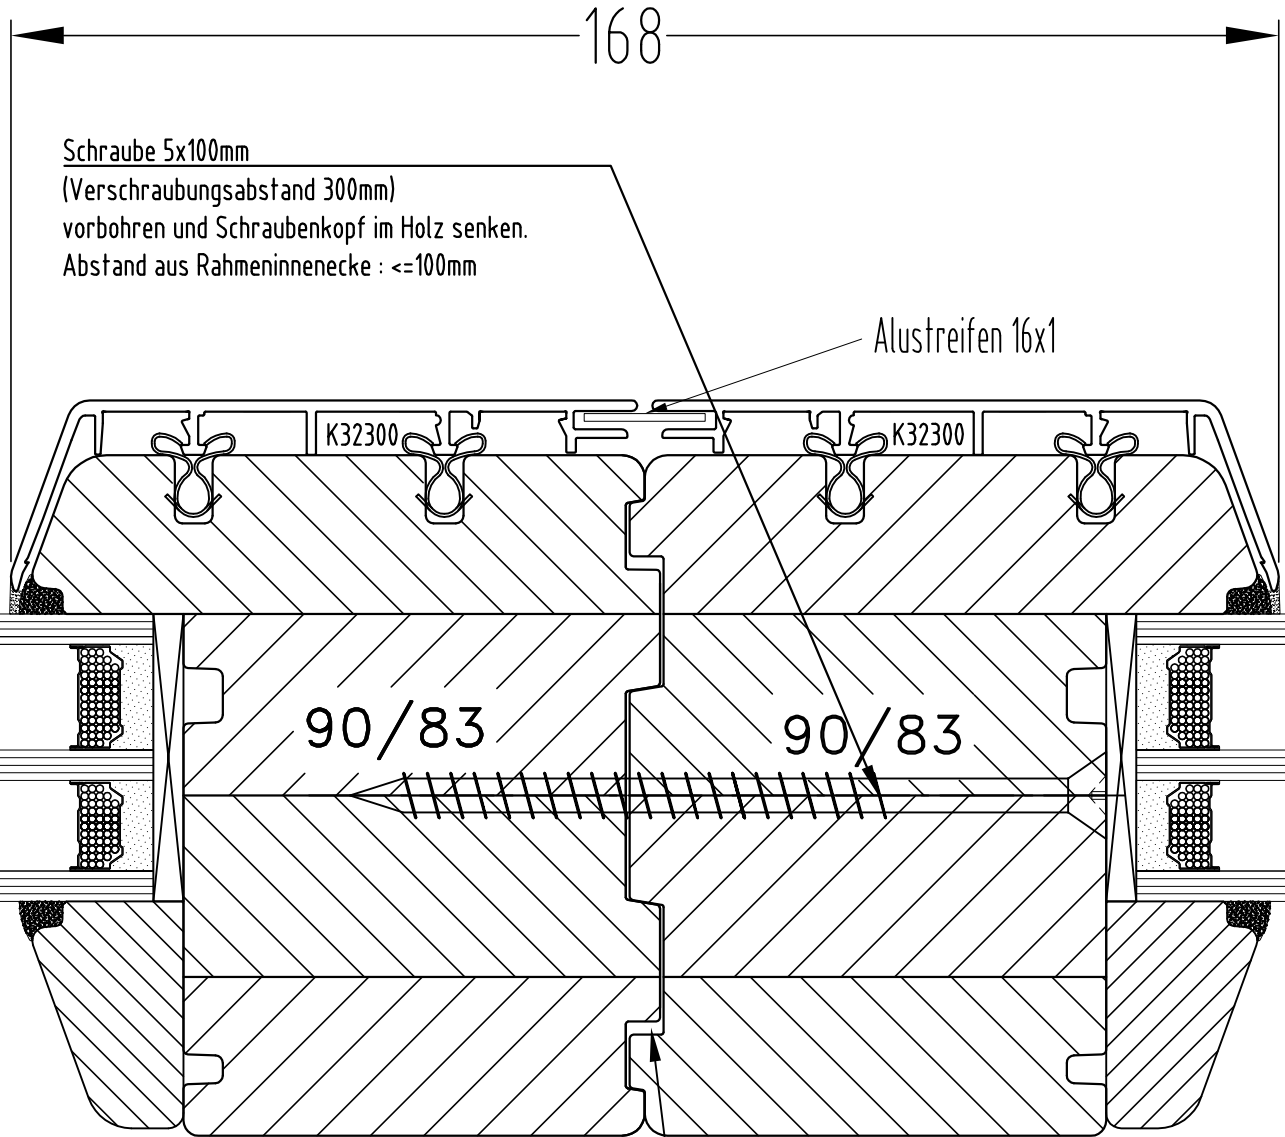 168
Schraube 5x100mm
(Verschraubungsabstand 300mm)
vorbohren und Schraubenkopf im Holz senken.
Abstand aus Rahmeninnenecke : <=100mm
Alustreifen 16x1
K32300
K32300
90/83
90/83